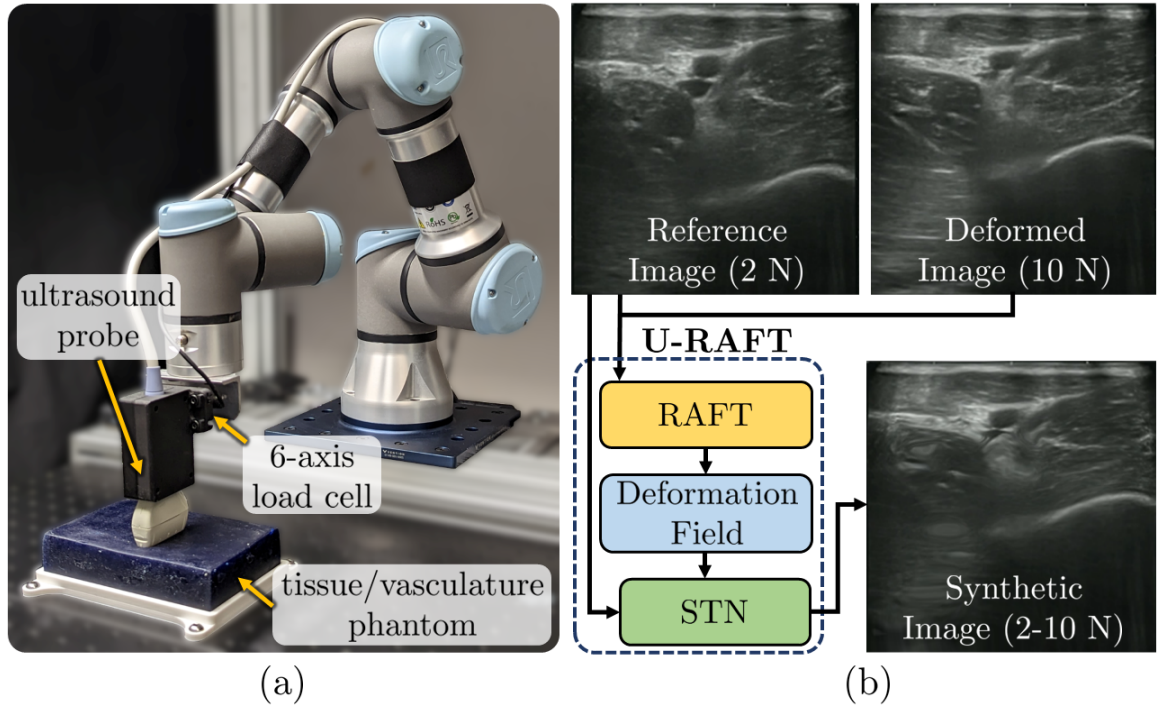 ultrasound
probe
6-axis
load cell
tissue/vasculature
phantom
RoHS
(a)
Reference
Image (2 N)
Deformed
Image (10 N)
U-RAFT
RAFT
Deformation
Field
STN
Synthetic
Image (2-10 N)
(b)